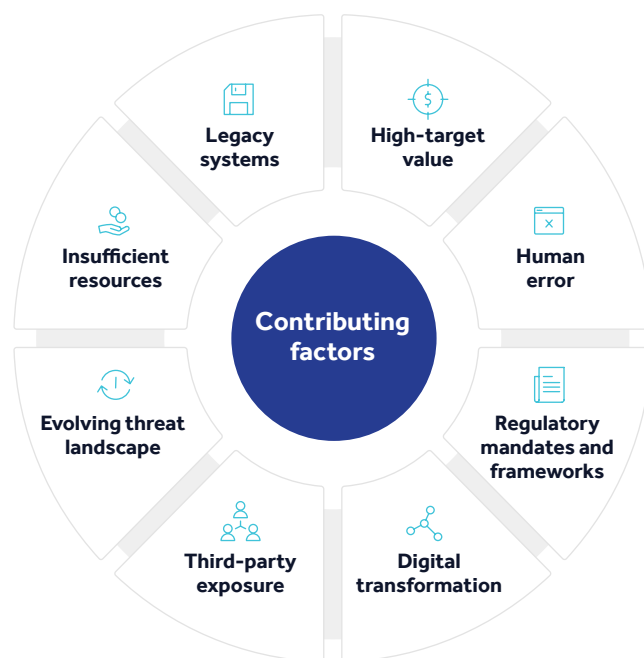 Legacy
systems
High-target
value
Insufficient
resources
Human
error
Contributing
factors
Evolving threat
landscape
Regulatory
mandates and
frameworks
Third-party
exposure
Digital
transformation